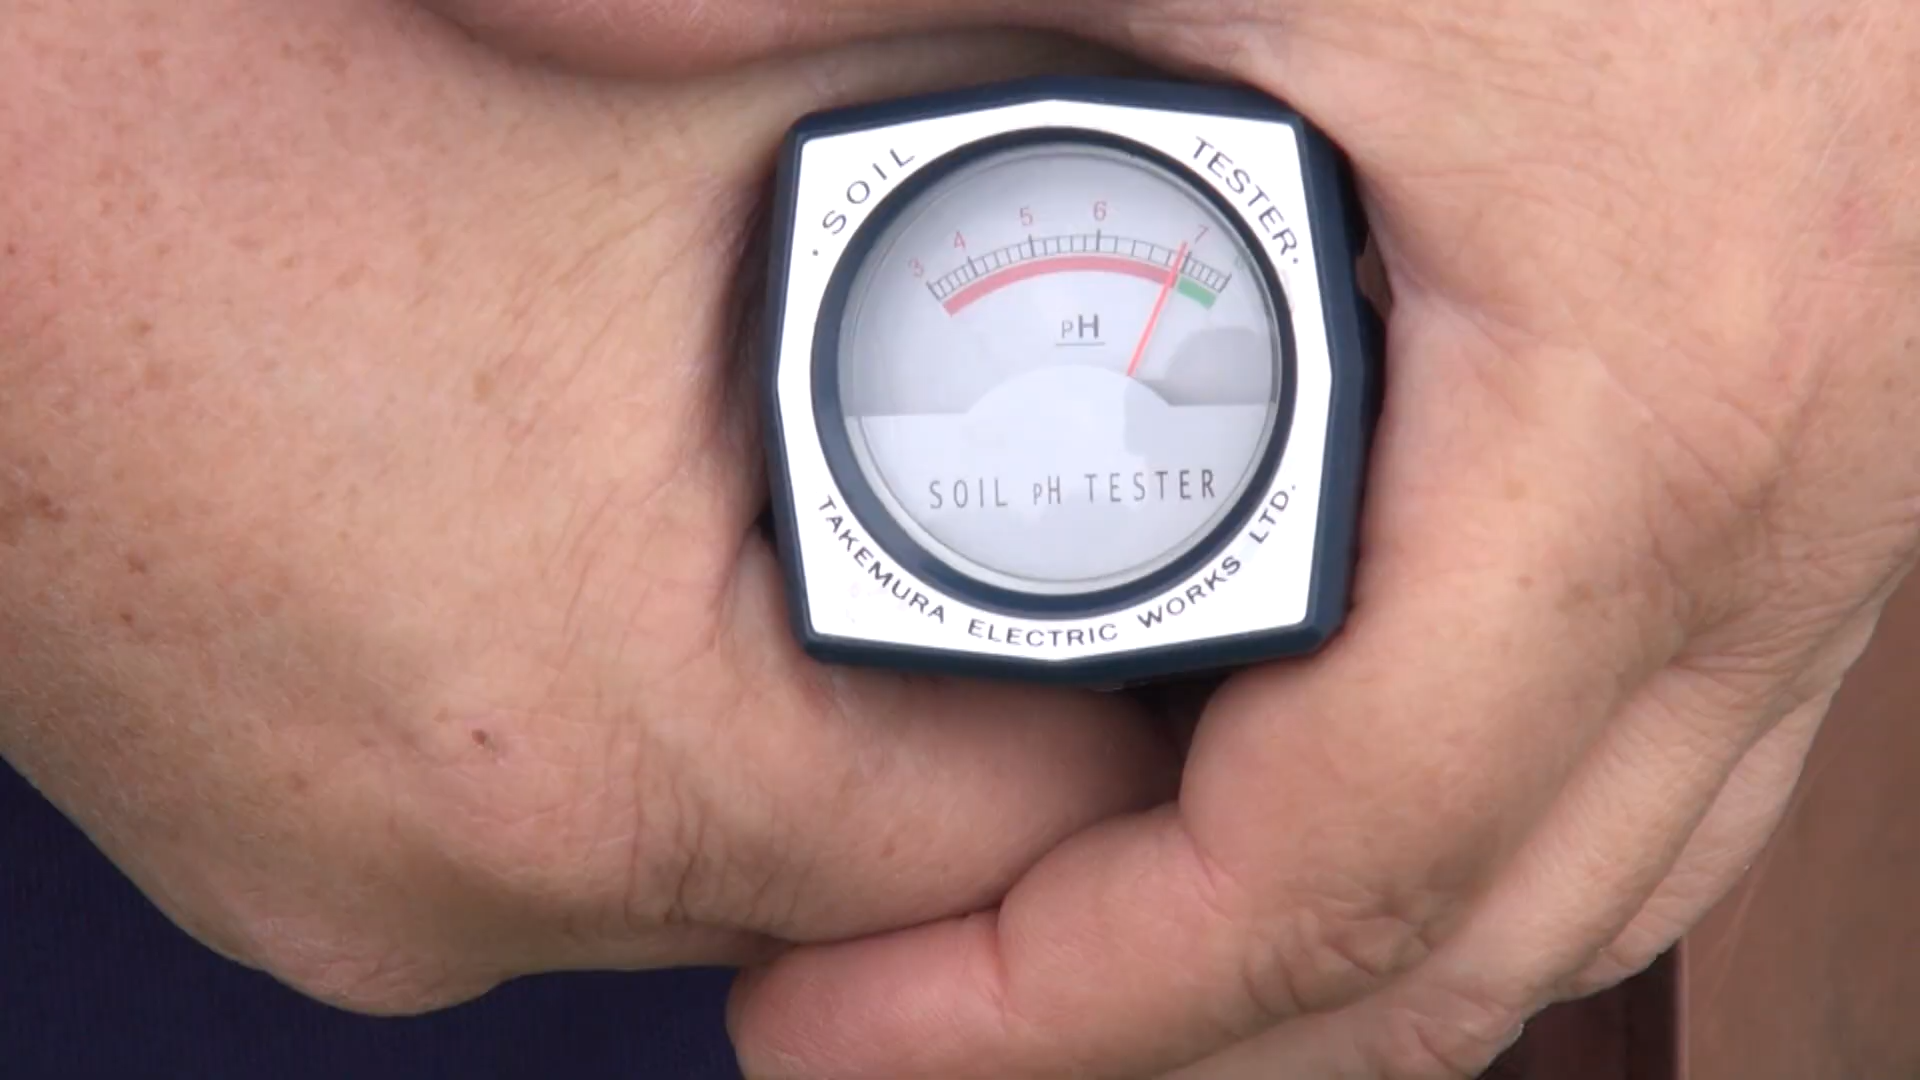 · SOIL TESTER ·
3 4 5 6 7
pH
SOIL pH TESTER
TAKEMURA ELECTRIC WORKS LTD.